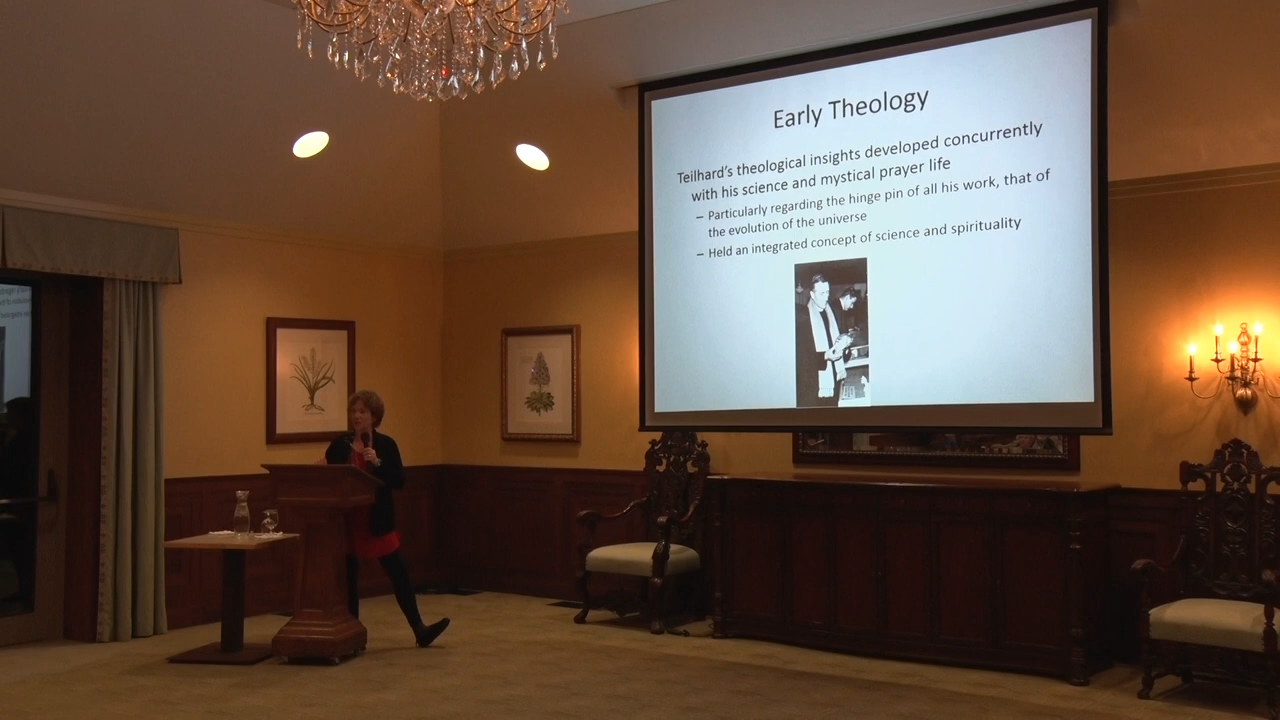 Early Theology
Teilhard's theological insights developed concurrently
with his science and mystical prayer life
– Particularly regarding the hinge pin of all his work, that of
the evolution of the universe
– Held an integrated concept of science and spirituality